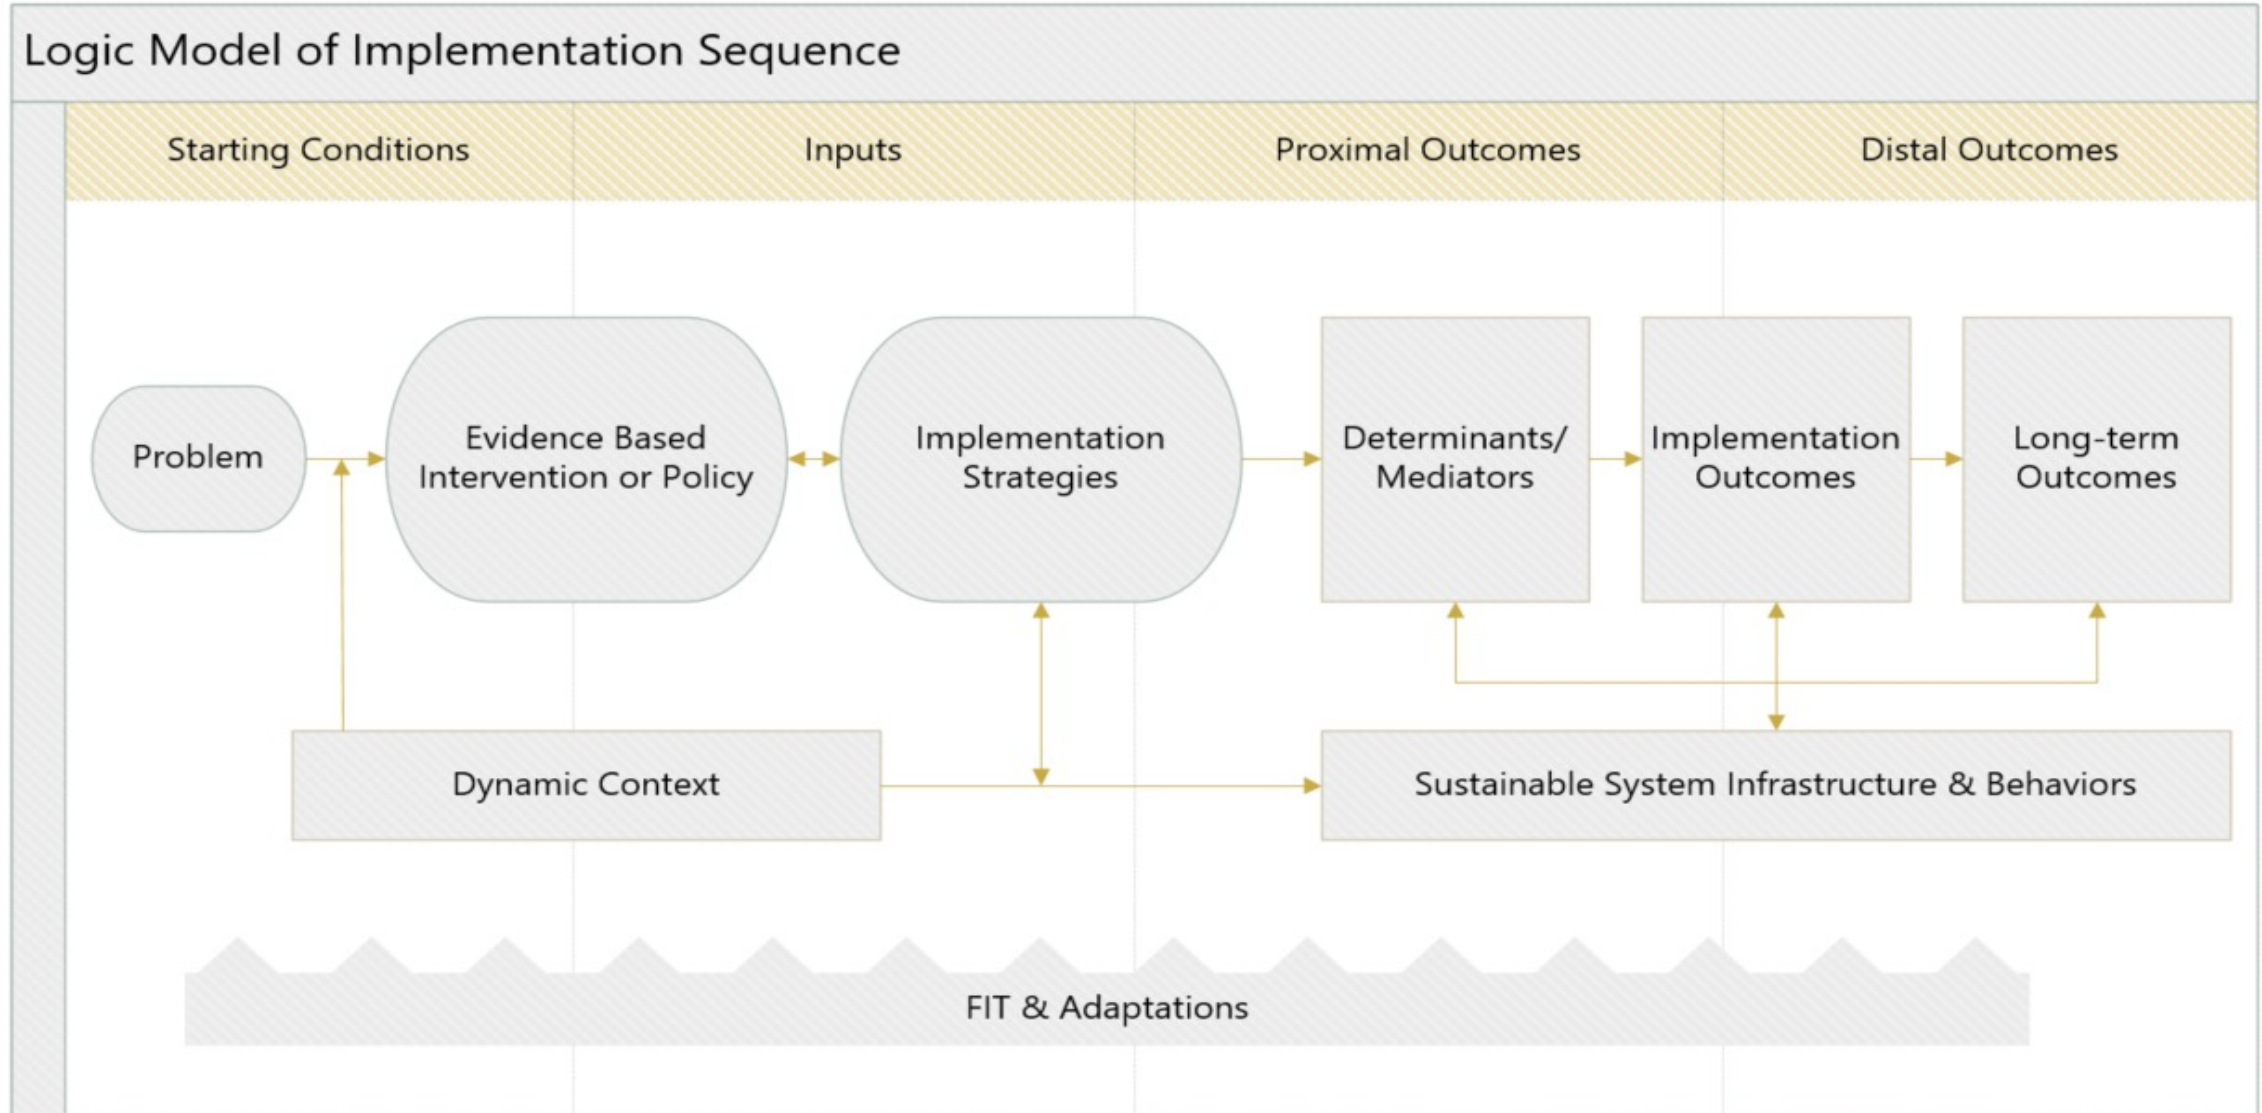 Logic Model of Implementation Sequence
Starting Conditions
Inputs
Proximal Outcomes
Distal Outcomes
Problem
Evidence Based
Intervention or Policy
Implementation
Strategies
Determinants/
Mediators
Implementation
Outcomes
Long-term
Outcomes
Dynamic Context
Sustainable System Infrastructure & Behaviors
FIT & Adaptations